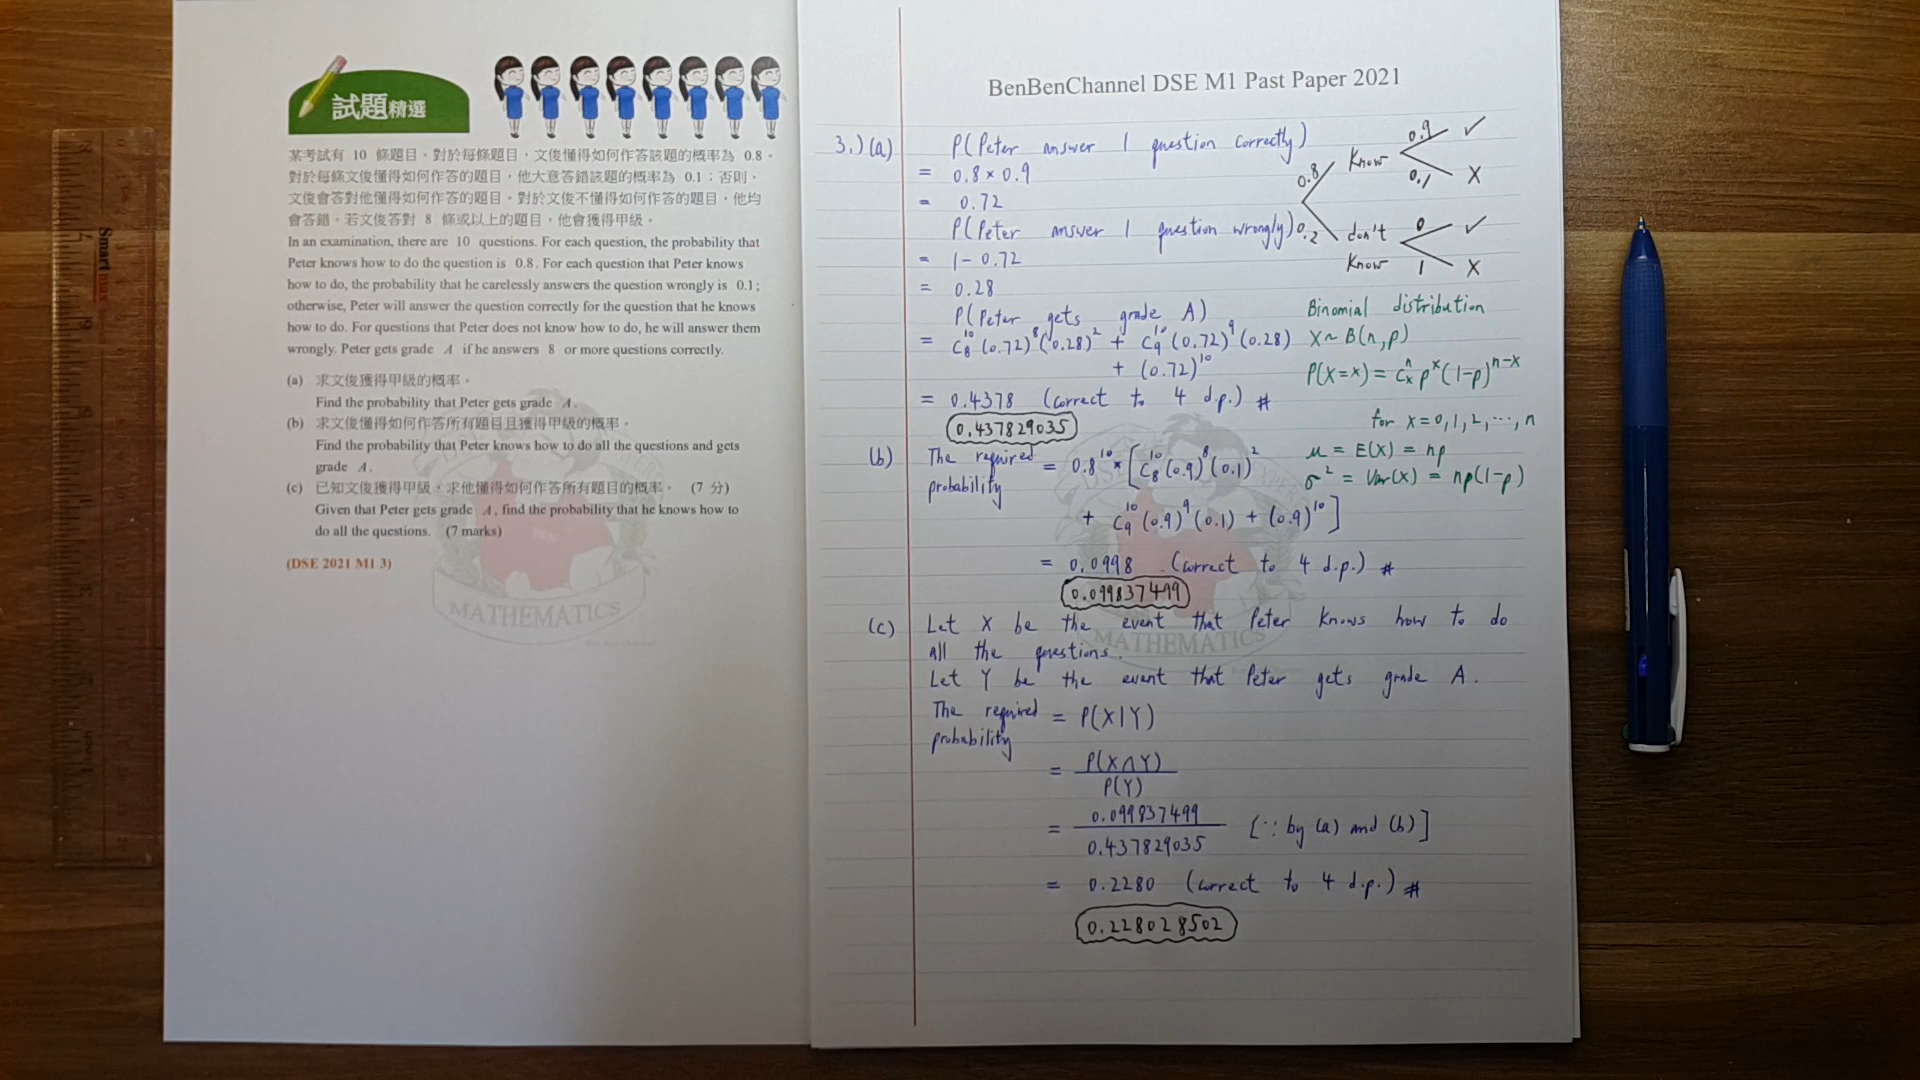 試題精選
某考試有 10 條題目。對於每條題目，文俊懂得如何作答該題的概率為 0.8。
對於每條文俊懂得如何作答的題目，他大意答錯該題的概率為 0.1；否則，
文俊會答對他懂得如何作答的題目。對於文俊不懂得如何作答的題目，他均
會答錯。若文俊答對 8 條或以上的題目，他會獲得甲級。
In an examination, there are 10 questions. For each question, the probability that
Peter knows how to do the question is 0.8. For each question that Peter knows
how to do, the probability that he carelessly answers the question wrongly is 0.1;
otherwise, Peter will answer the question correctly for the question that he knows
how to do. For questions that Peter does not know how to do, he will answer them
wrongly. Peter gets grade A if he answers 8 or more questions correctly.
(a) 求文俊獲得甲級的概率。
Find the probability that Peter gets grade A.
(b) 求文俊懂得如何作答所有題目且獲得甲級的概率。
Find the probability that Peter knows how to do all the questions and gets
grade A.
(c) 已知文俊獲得甲級，求他懂得如何作答所有題目的概率。 (7 分)
Given that Peter gets grade A, find the probability that he knows how to
do all the questions. (7 marks)
(DSE 2021 M1 3)
MATHEMATICS
Smart
BenBenChannel DSE M1 Past Paper 2021
3.) (a) P(Peter answer 1 question correctly)
= 0.8 × 0.9
= 0.72
P(Peter answer 1 question wrongly)
= 1 - 0.72
= 0.28
P(Peter gets grade A)
= C₈¹⁰ (0.72)⁸ (0.28)² + C₉¹⁰ (0.72)⁹ (0.28)
+ (0.72)¹⁰
= 0.4378 (correct to 4 d.p.) #
0.437829035
0.8 Know 0.9 ✓
0.1 X
0.2 don't Know 0 ✓
1 X
Binomial distribution
X ~ B(n, p)
P(X=x) = Cₓⁿ pˣ (1-p)ⁿ⁻ˣ
for x = 0, 1, 2, ..., n
μ = E(X) = np
σ² = Var(X) = np(1-p)
(b) The required probability = 0.8¹⁰ × [C₈¹⁰ (0.9)⁸ (0.1)²
+ C₉¹⁰ (0.9)⁹ (0.1) + (0.9)¹⁰]
= 0.0998 (correct to 4 d.p.) #
0.099837499
MATHEMATICS
(c) Let X be the event that Peter knows how to do
all the questions.
Let Y be the event that Peter gets grade A.
The required probability = P(X|Y)
= P(X∩Y) / P(Y)
= 0.099837499 / 0.437829035 [∵ by (a) and (b)]
= 0.2280 (correct to 4 d.p.) #
0.228028502